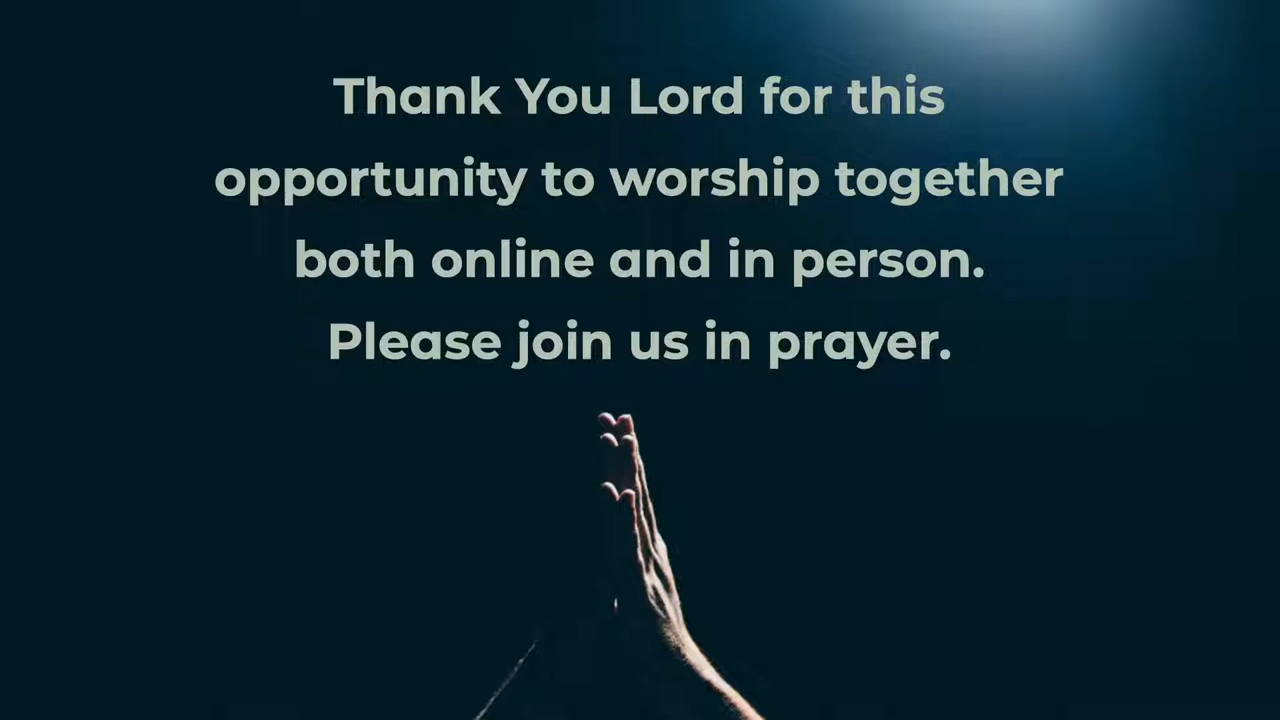 Thank You Lord for this
opportunity to worship together
both online and in person.
Please join us in prayer.